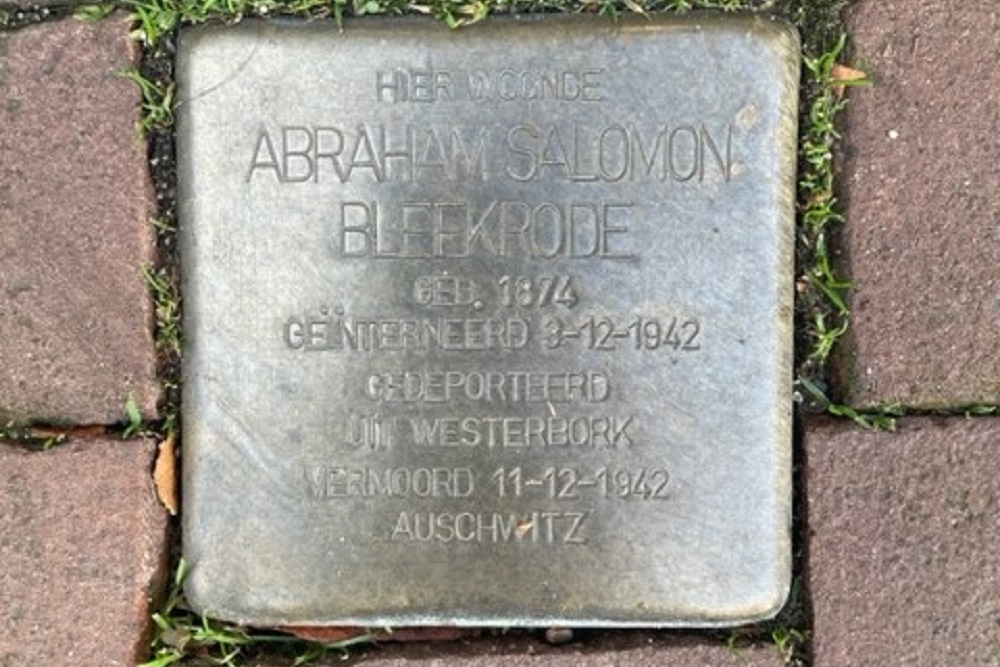 HIER WOONDE
ABRAHAM SALOMON
BLEEKRODE
GEB. 1874
GEÏNTERNEERD 3-12-1942
GEDEPORTEERD
UIT WESTERBORK
VERMOORD 11-12-1942
AUSCHWITZ